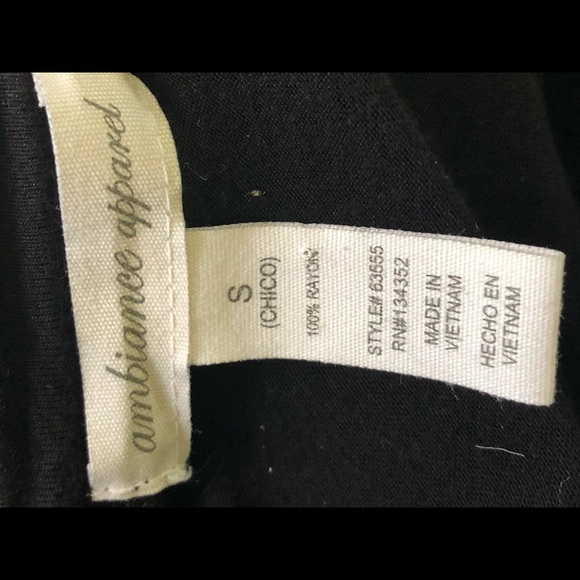 ambiance apparel
S
(CHICO)
100% RAYON
STYLE# 63555
RN#134352
MADE IN
VIETNAM
HECHO EN
VIETNAM